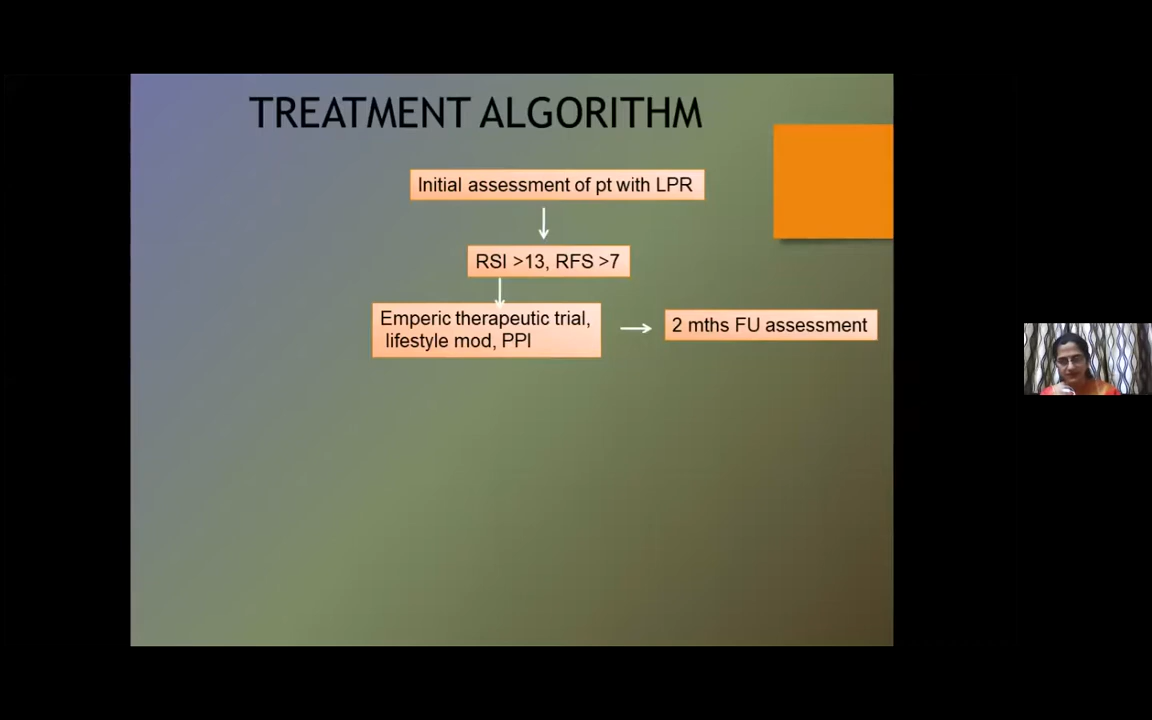 TREATMENT ALGORITHM
Initial assessment of pt with LPR
RSI >13, RFS >7
Emperic therapeutic trial,
lifestyle mod, PPI
2 mths FU assessment